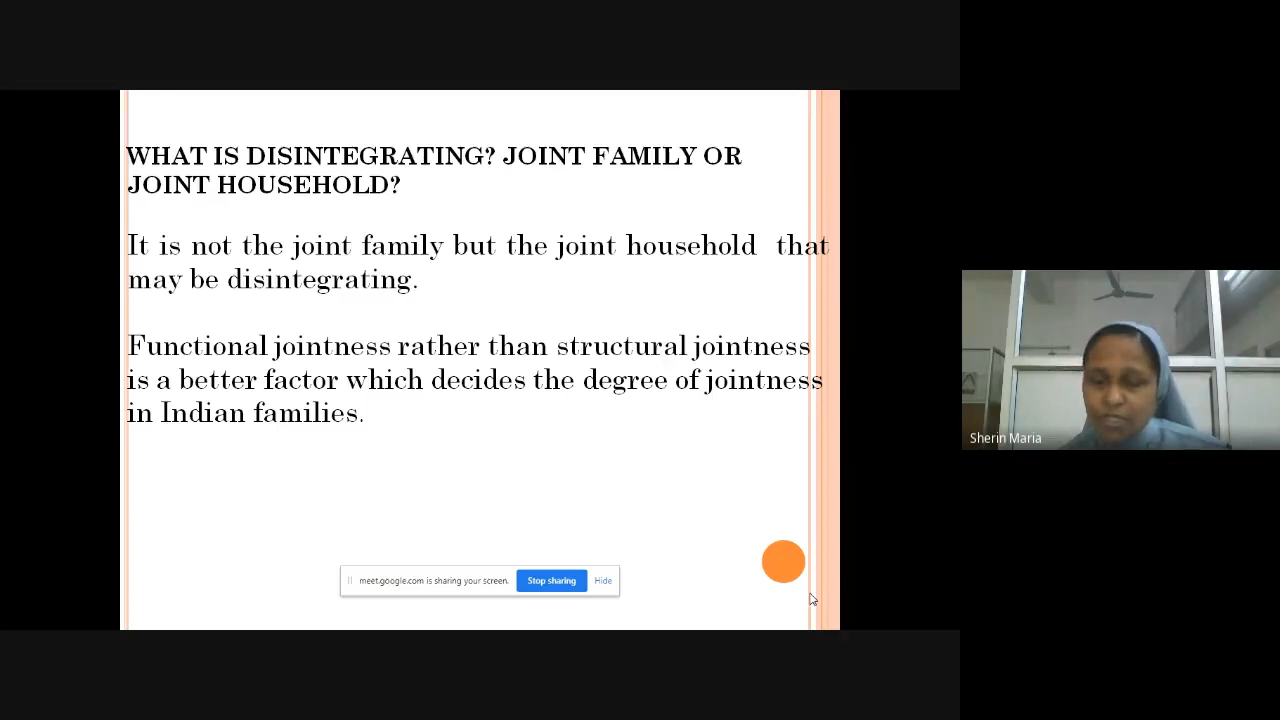 WHAT IS DISINTEGRATING? JOINT FAMILY OR
JOINT HOUSEHOLD?
It is not the joint family but the joint household that
may be disintegrating.
Functional jointness rather than structural jointness
is a better factor which decides the degree of jointness
in Indian families.
meet.google.com is sharing your screen.
Stop sharing
Hide
Sherin Maria